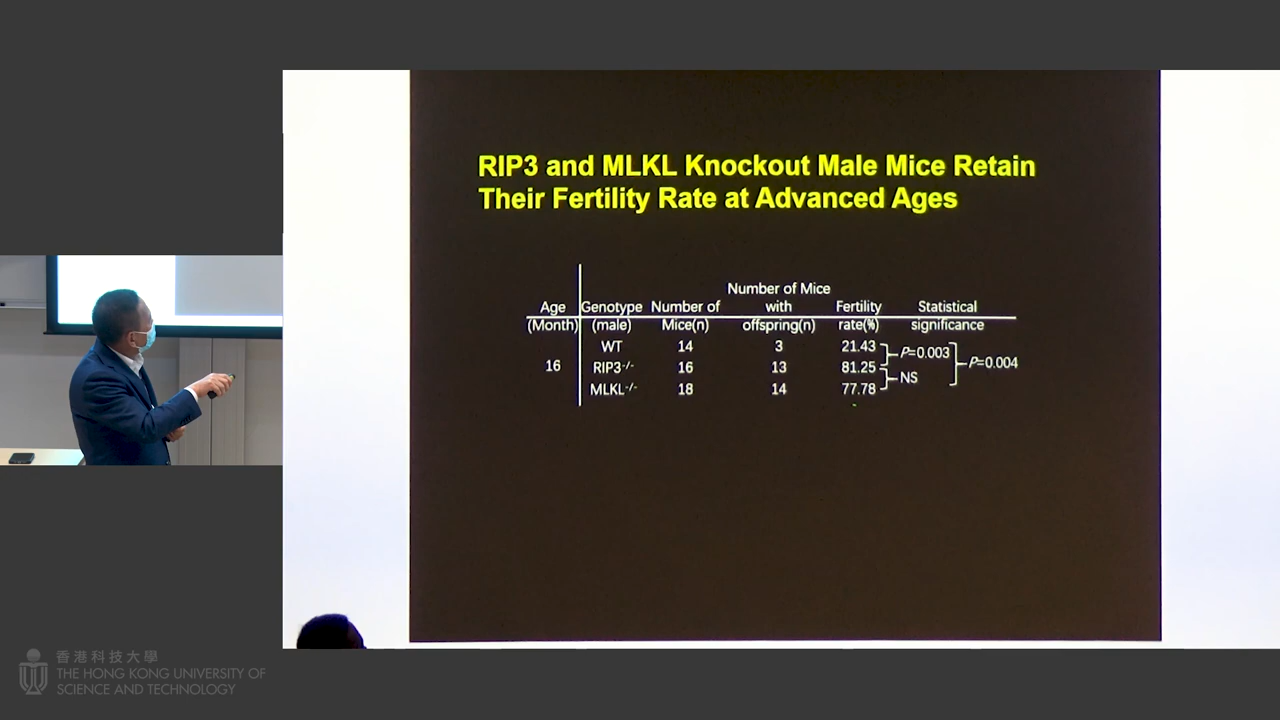 RIP3 and MLKL Knockout Male Mice Retain
Their Fertility Rate at Advanced Ages
Age (Month) Genotype (male) Number of Mice(n) Number of Mice with offspring(n) Fertility rate(%) Statistical significance
WT 14 3 21.43
16 RIP3-/- 16 13 81.25
MLKL-/- 18 14 77.78
P=0.003
NS
P=0.004
香港科技大學
THE HONG KONG UNIVERSITY OF
SCIENCE AND TECHNOLOGY